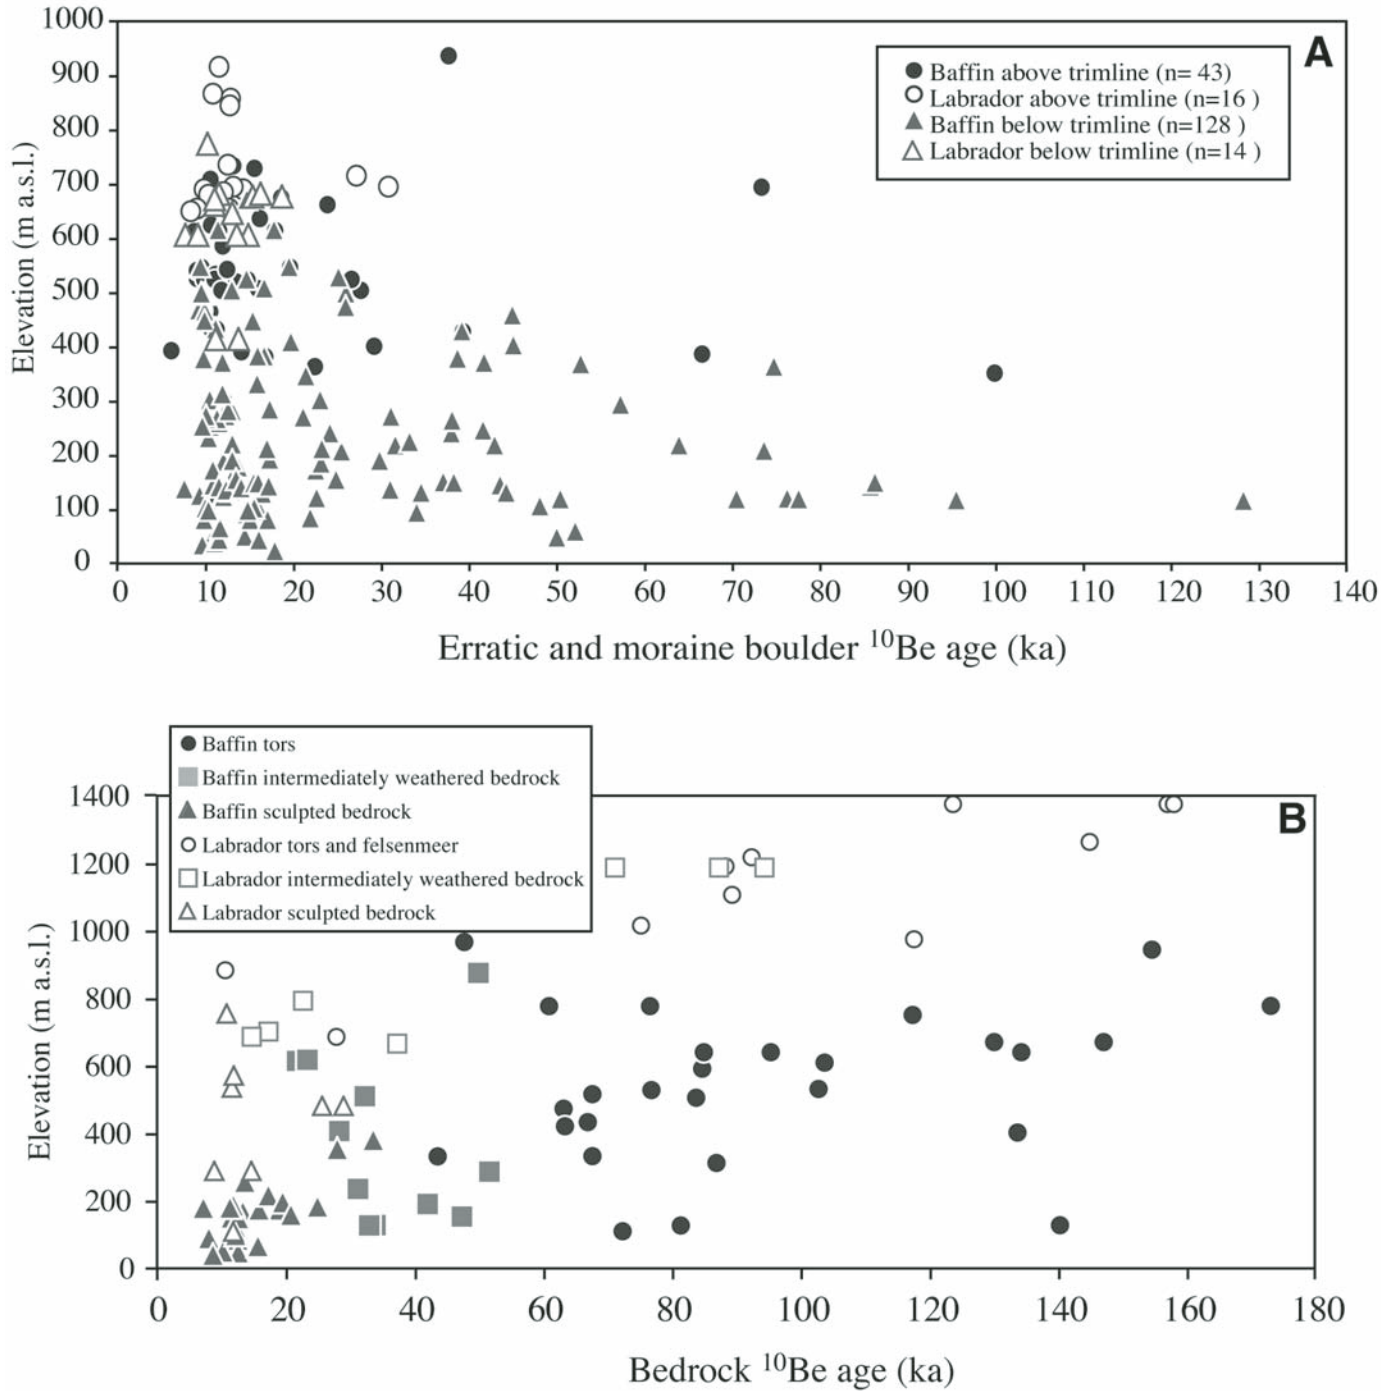 A
1000
900
800
700
600
500
400
300
200
100
0
Elevation (m a.s.l.)
Baffin above trimline (n= 43)
Labrador above trimline (n=16 )
Baffin below trimline (n=128 )
Labrador below trimline (n=14 )
0 10 20 30 40 50 60 70 80 90 100 110 120 130 140
Erratic and moraine boulder ¹⁰Be age (ka)
Baffin tors
Baffin intermediately weathered bedrock
Baffin sculpted bedrock
Labrador tors and felsenmeer
Labrador intermediately weathered bedrock
Labrador sculpted bedrock
B
1400
1200
1000
800
600
400
200
0
Elevation (m a.s.l.)
0 20 40 60 80 100 120 140 160 180
Bedrock ¹⁰Be age (ka)